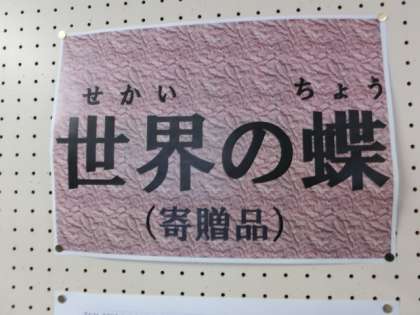 せかい ちょう
世界の蝶
(寄贈品)